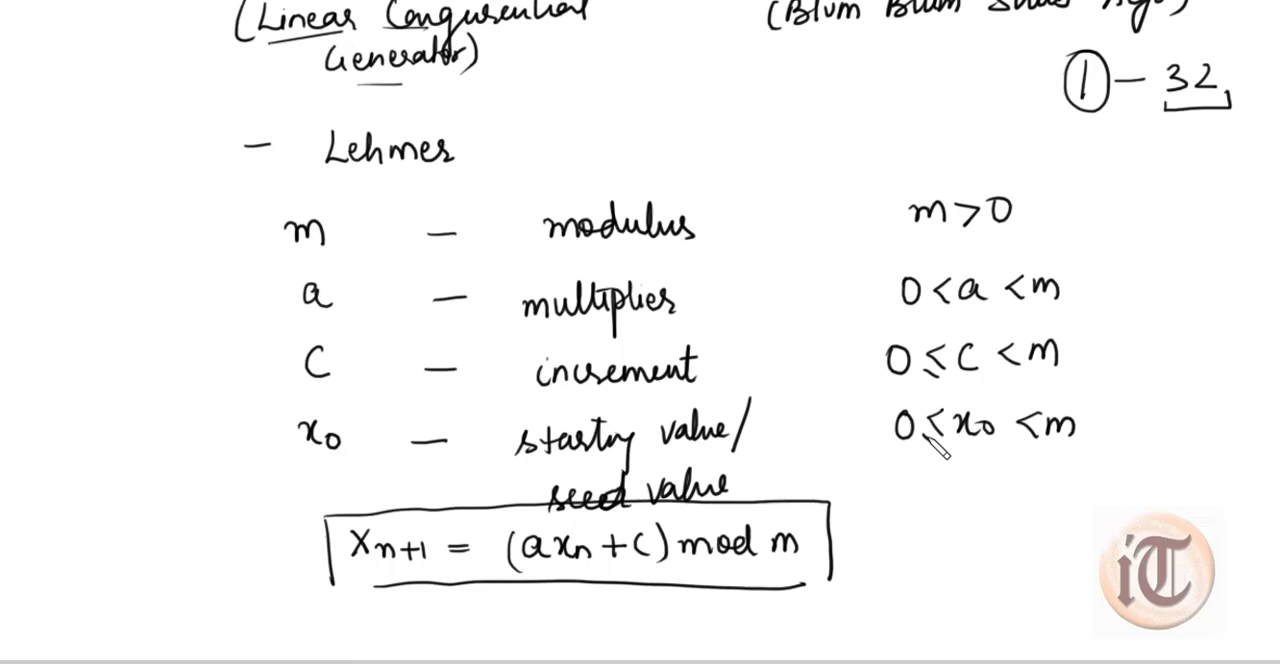 (Linear Congruential (Blum Blum
Generator)
① - 32
- Lehmer
m - modulus m > 0
a - multiplier 0 < a < m
C - increment 0 ≤ C < m
x₀ - starting value/ 0 ≤ x₀ < m
seed value
Xn+1 = (axn + C) mod m
iT